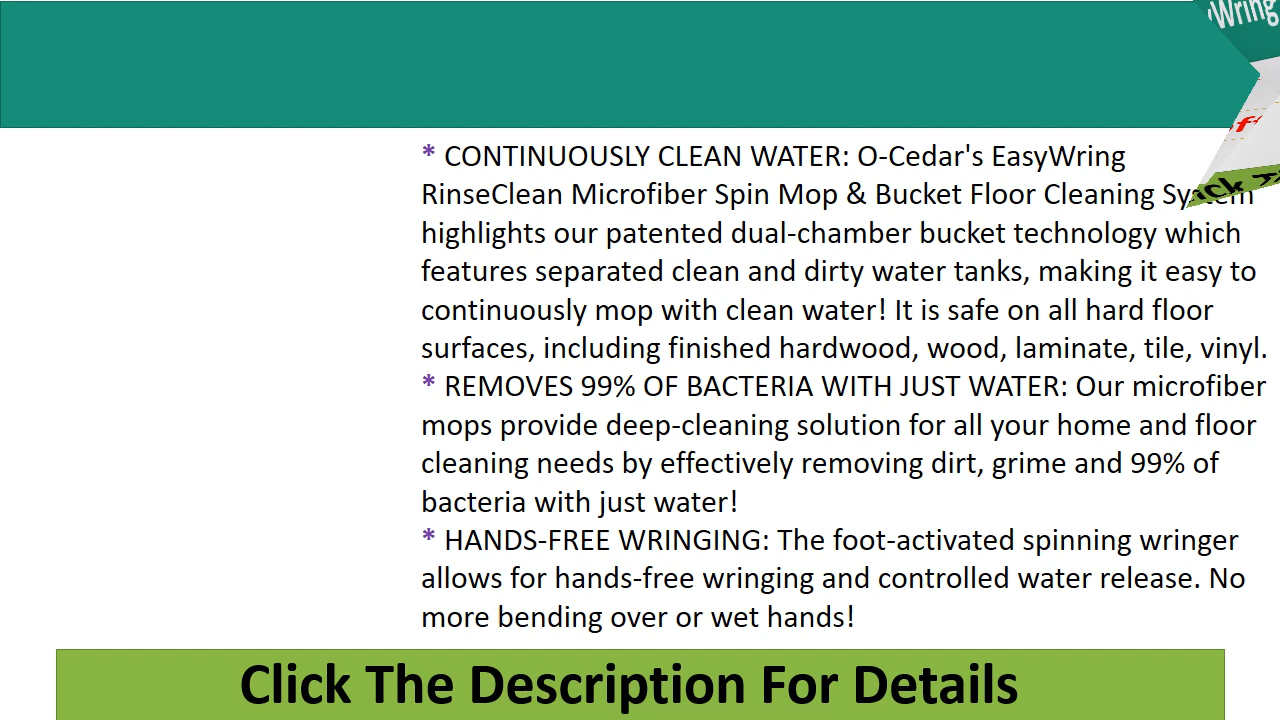 Wring
* CONTINUOUSLY CLEAN WATER: O-Cedar's EasyWring
RinseClean Microfiber Spin Mop & Bucket Floor Cleaning System
highlights our patented dual-chamber bucket technology which
features separated clean and dirty water tanks, making it easy to
continuously mop with clean water! It is safe on all hard floor
surfaces, including finished hardwood, wood, laminate, tile, vinyl.
* REMOVES 99% OF BACTERIA WITH JUST WATER: Our microfiber
mops provide deep-cleaning solution for all your home and floor
cleaning needs by effectively removing dirt, grime and 99% of
bacteria with just water!
* HANDS-FREE WRINGING: The foot-activated spinning wringer
allows for hands-free wringing and controlled water release. No
more bending over or wet hands!
Click The Description For Details